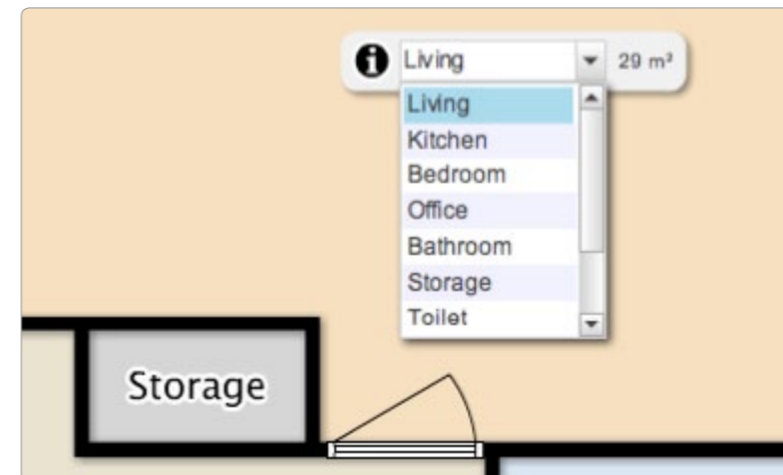 Living 29 m²
Living
Kitchen
Bedroom
Office
Bathroom
Storage
Toilet
Storage